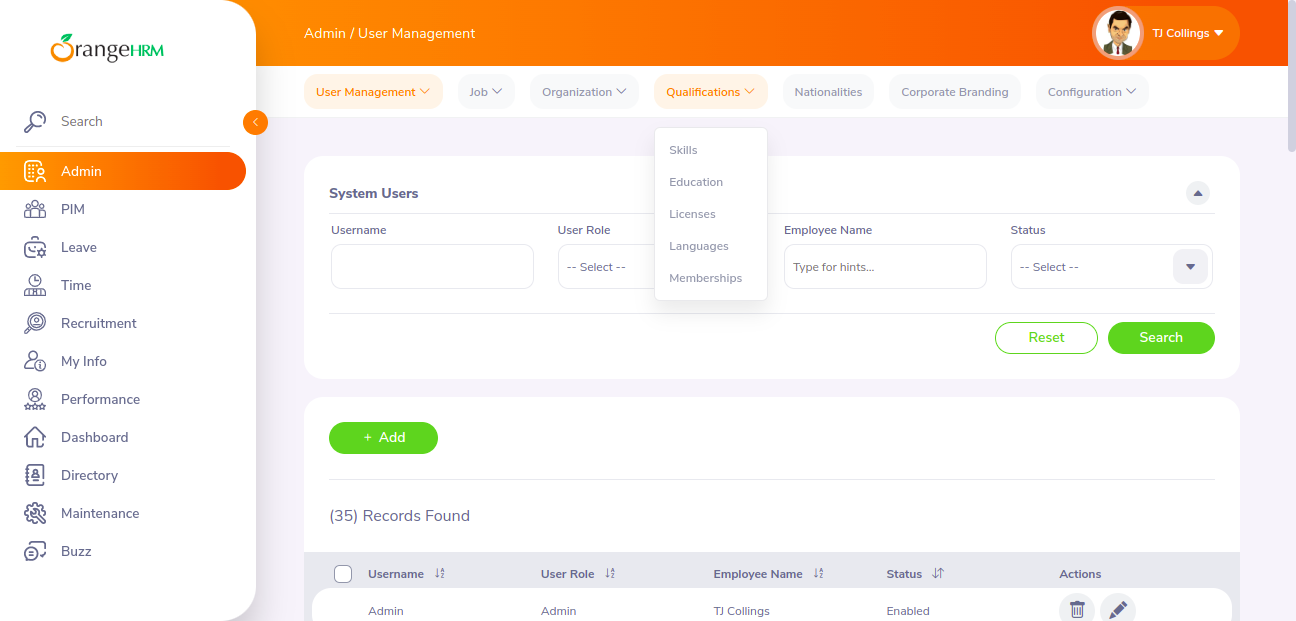 OrangeHRM
Admin / User Management
TJ Collings
User Management
Job
Organization
Qualifications
Nationalities
Corporate Branding
Configuration
Search
Admin
PIM
Leave
Time
Recruitment
My Info
Performance
Dashboard
Directory
Maintenance
Buzz
Skills
Education
Licenses
Languages
Memberships
System Users
Username
User Role
Employee Name
Status
-- Select --
Type for hints...
-- Select --
Reset
Search
+ Add
(35) Records Found
Username
User Role
Employee Name
Status
Actions
Admin
Admin
TJ Collings
Enabled